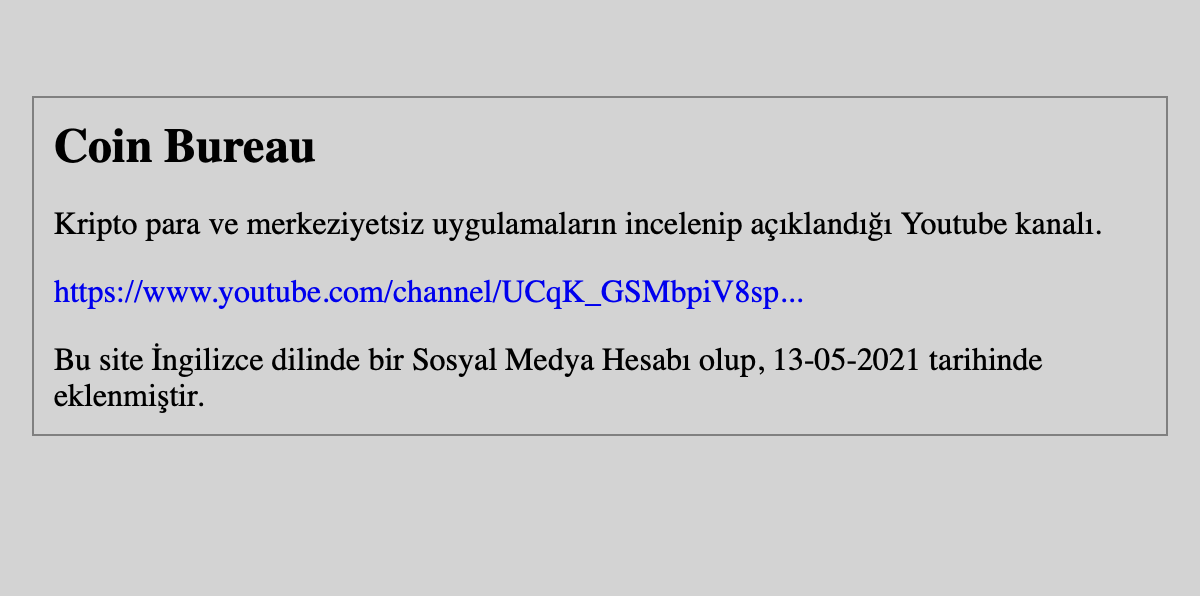 Coin Bureau
Kripto para ve merkeziyetsiz uygulamaların incelenip açıklandığı Youtube kanalı.
https://www.youtube.com/channel/UCqK_GSMbpiV8sp...
Bu site İngilizce dilinde bir Sosyal Medya Hesabı olup, 13-05-2021 tarihinde
eklenmiştir.